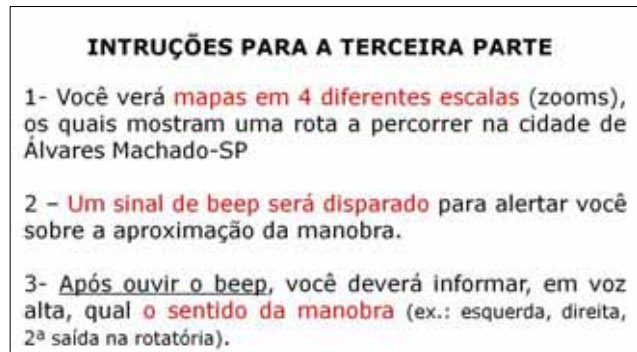 INTRUÇÕES PARA A TERCEIRA PARTE
1- Você verá mapas em 4 diferentes escalas (zooms),
os quais mostram uma rota a percorrer na cidade de
Álvares Machado-SP
2 – Um sinal de beep será disparado para alertar você
sobre a aproximação da manobra.
3- Após ouvir o beep, você deverá informar, em voz
alta, qual o sentido da manobra (ex.: esquerda, direita,
2ª saída na rotatória).